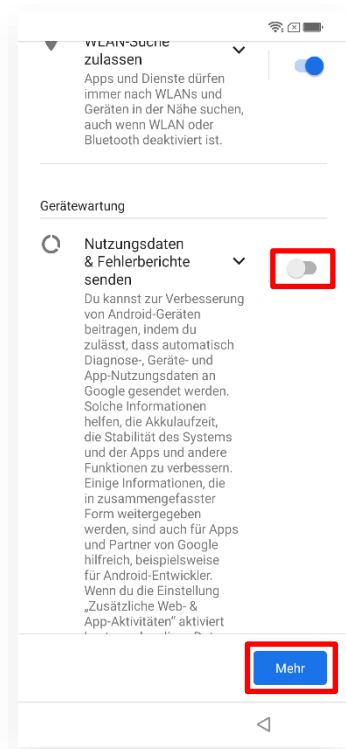 WLAN-Suche
zulassen
Apps und Dienste dürfen
immer nach WLANs und
Geräten in der Nähe suchen,
auch wenn WLAN oder
Bluetooth deaktiviert ist.
Gerätewartung
Nutzungsdaten
& Fehlerberichte
senden
Du kannst zur Verbesserung
von Android-Geräten
beitragen, indem du
zulässt, dass automatisch
Diagnose-, Geräte- und
App-Nutzungsdaten an
Google gesendet werden.
Solche Informationen
helfen, die Akkulaufzeit,
die Stabilität des Systems
und der Apps und andere
Funktionen zu verbessern.
Einige Informationen, die
in zusammengefasster
Form weitergegeben
werden, sind auch für Apps
und Partner von Google
hilfreich, beispielsweise
für Android-Entwickler.
Wenn du die Einstellung
„Zusätzliche Web- &
App-Aktivitäten“ aktiviert
Mehr